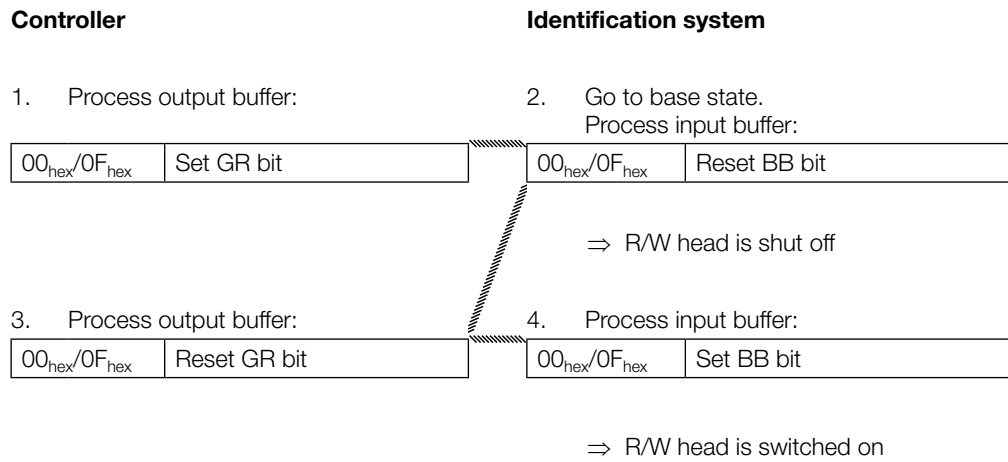 Controller
Identification system
1. Process output buffer:
2. Go to base state.
Process input buffer:
00hex/0Fhex Set GR bit
00hex/0Fhex Reset BB bit
⇒ R/W head is shut off
3. Process output buffer:
4. Process input buffer:
00hex/0Fhex Reset GR bit
00hex/0Fhex Set BB bit
⇒ R/W head is switched on